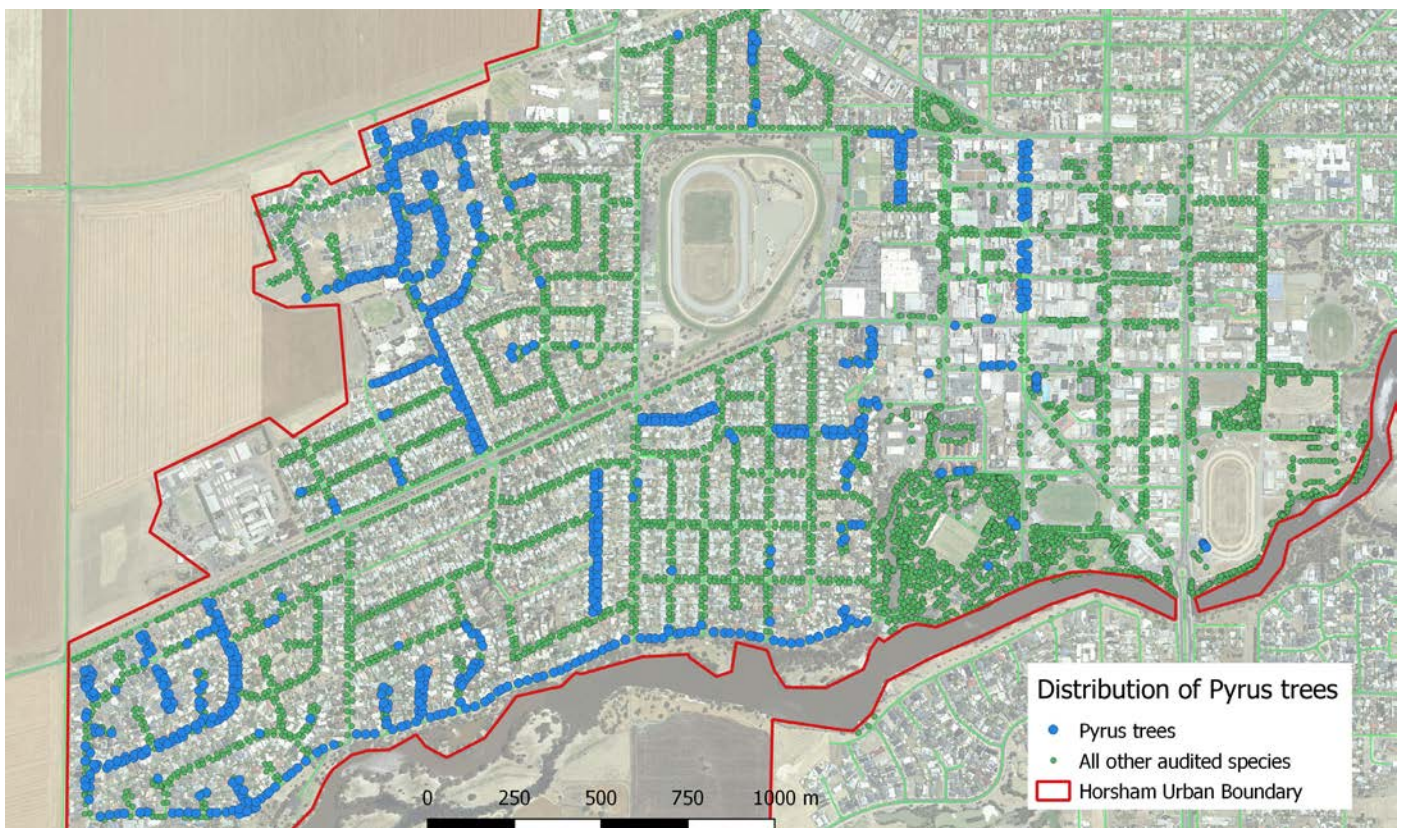 Distribution of Pyrus trees
Pyrus trees
All other audited species
Horsham Urban Boundary
0 250 500 750 1000 m